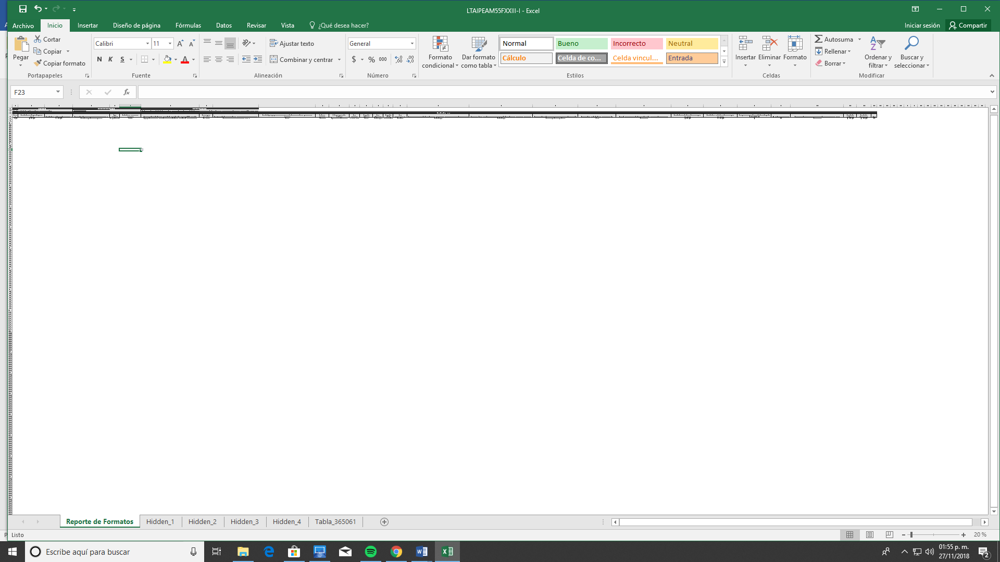 LTAIPEAM55FXXIII-I - Excel
Archivo Inicio Insertar Diseño de página Fórmulas Datos Revisar Vista ¿Qué desea hacer? Iniciar sesión Compartir
Pegar
Cortar
Copiar
Copiar formato
Portapapeles
Calibri 11
N K S
Fuente
Ajustar texto
Combinar y centrar
Alineación
General
$ % 000
Número
Formato condicional
Dar formato como tabla
Normal Bueno Incorrecto Neutral
Cálculo Celda de co... Celda vincul... Entrada
Estilos
Insertar Eliminar Formato
Celdas
Autosuma
Rellenar
Borrar
Ordenar y filtrar
Buscar y seleccionar
Modificar
F23 fx
Reporte de Formatos Hidden_1 Hidden_2 Hidden_3 Hidden_4 Tabla_365061
Listo 20 %
Escribe aquí para buscar
01:55 p. m.
27/11/2018
2